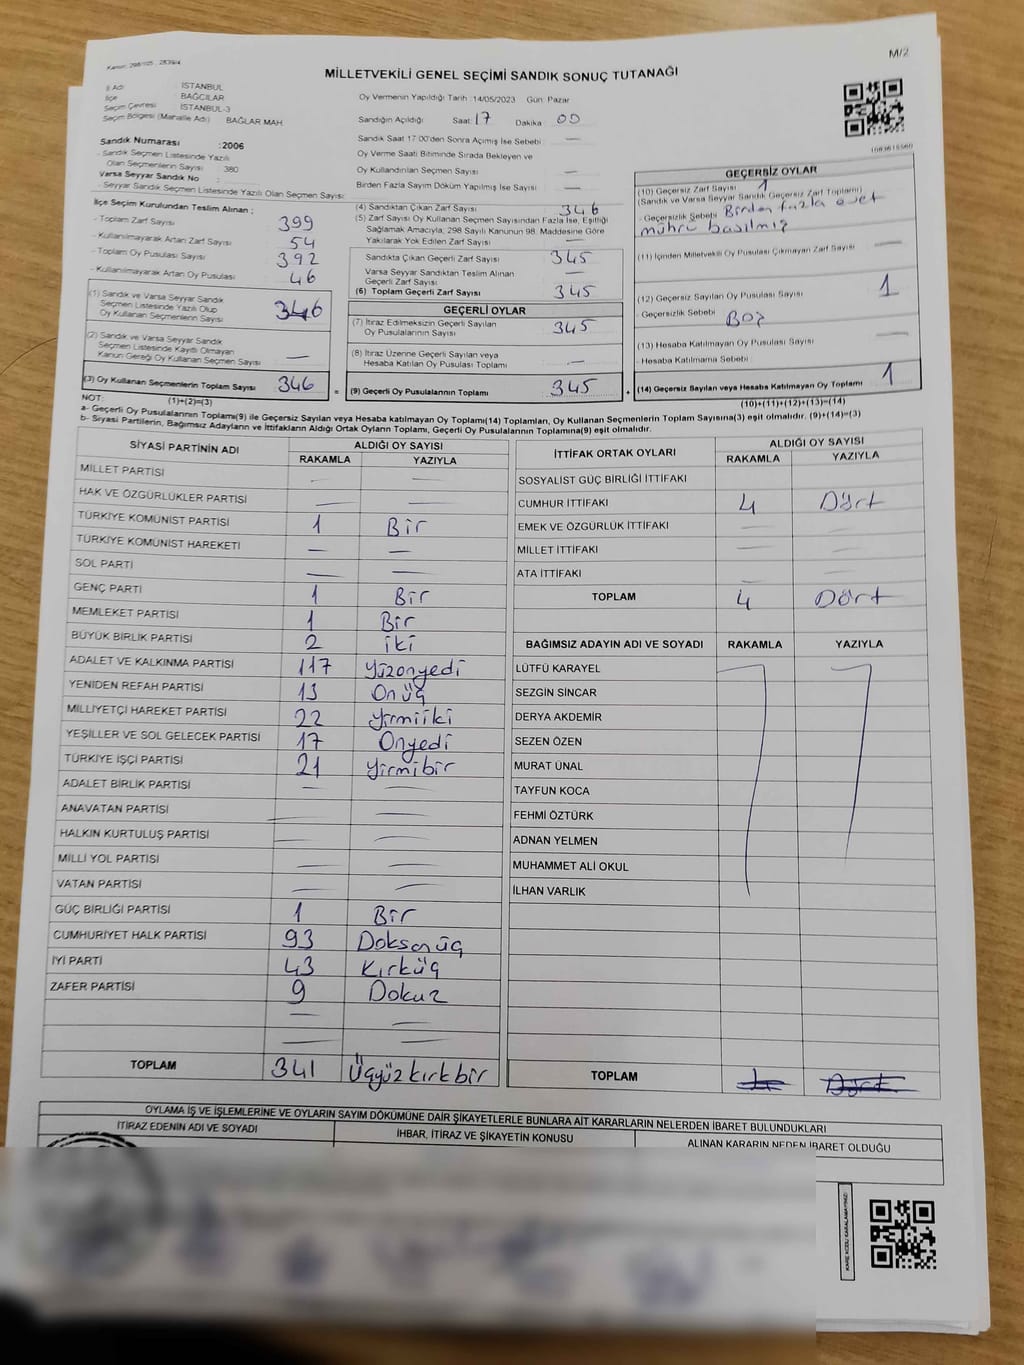 Kanun: 298/105 , 2839/4
M/2
MİLLETVEKİLİ GENEL SEÇİMİ SANDIK SONUÇ TUTANAĞI
İl Adı : İSTANBUL
İlçe : BAĞCILAR
Seçim Çevresi : İSTANBUL-3
Seçim Bölgesi (Mahalle Adı) : BAĞLAR MAH.
Oy Vermenin Yapıldığı Tarih :14/05/2023 Gün: Pazar
Sandığın Açıldığı Saat: 17 Dakika : 00
Sandık Saat 17:00'den Sonra Açımış İse Sebebi : —
Oy Verme Saati Bitiminde Sırada Bekleyen ve
Oy Kullandırılan Seçmen Sayısı : —
Birden Fazla Sayım Döküm Yapılmış İse Sayısı : —
Sandık Numarası :2006
- Sandık Seçmen Listesinde Yazılı
Olan Seçmenlerin Sayısı : 380
Varsa Seyyar Sandık No :
- Seyyar Sandık Seçmen Listesinde Yazılı Olan Seçmen Sayısı:
İlçe Seçim Kurulundan Teslim Alınan ;
- Toplam Zarf Sayısı 399
- Kullanılmayarak Artan Zarf Sayısı 54
- Toplam Oy Pusulası Sayısı 392
- Kullanılmayarak Artan Oy Pusulası 46
(1) Sandık ve Varsa Seyyar Sandık
Seçmen Listesinde Yazılı Olup
Oy Kullanan Seçmenlerin Sayısı 346
(2) Sandık ve Varsa Seyyar Sandık
Seçmen Listesinde Kayıtlı Olmayan
Kanun Gereği Oy Kullanan Seçmen Sayısı —
(3) Oy Kullanan Seçmenlerin Toplam Sayısı 346 =
(4) Sandıktan Çıkan Zarf Sayısı 346
(5) Zarf Sayısı Oy Kullanan Seçmen Sayısından Fazla İse, Eşitliği
Sağlamak Amacıyla, 298 Sayılı Kanunun 98. Maddesine Göre
Yakılarak Yok Edilen Zarf Sayısı —
Sandıkta Çıkan Geçerli Zarf Sayısı 345
Varsa Seyyar Sandıktan Teslim Alınan
Geçerli Zarf Sayısı —
(6) Toplam Geçerli Zarf Sayısı 345
GEÇERLİ OYLAR
(7) İtiraz Edilmeksizin Geçerli Sayılan
Oy Pusulalarının Sayısı 345
(8) İtiraz Üzerine Geçerli Sayılan veya
Hesaba Katılan Oy Pusulaları Toplamı —
(9) Geçerli Oy Pusulalarının Toplamı 345 +
GEÇERSİZ OYLAR
(10) Geçersiz Zarf Sayısı 1
(Sandık ve Varsa Seyyar Sandık Geçersiz Zarf Toplamı)
- Geçersizlik Sebebi : Birden fazla evet
mührü basılmış
(11) İçinden Milletvekili Oy Pusulası Çıkmayan Zarf Sayısı —
(12) Geçersiz Sayılan Oy Pusulası Sayısı 1
- Geçersizlik Sebebi : Boş
(13) Hesaba Katılmayan Oy Pusulası Sayısı —
- Hesaba Katılmama Sebebi :
(14) Geçersiz Sayılan veya Hesaba Katılmayan Oy Toplamı 1
NOT: (1)+(2)=(3) (10)+(11)+(12)+(13)=(14)
a- Geçerli Oy Pusulalarının Toplamı(9) ile Geçersiz Sayılan veya Hesaba katılmayan Oy Toplamı(14) Toplamları, Oy Kullanan Seçmenlerin Toplam Sayısına(3) eşit olmalıdır. (9)+(14)=(3)
b- Siyasi Partilerin, Bağımsız Adayların ve İttifakların Aldığı Ortak Oyların Toplamı, Geçerli Oy Pusulalarının Toplamına(9) eşit olmalıdır.
SİYASİ PARTİNİN ADI ALDIĞI OY SAYISI
RAKAMLA YAZIYLA
MİLLET PARTİSİ — —
HAK VE ÖZGÜRLÜKLER PARTİSİ — —
TÜRKİYE KOMÜNİST PARTİSİ 1 Bir
TÜRKİYE KOMÜNİST HAREKETİ — —
SOL PARTİ — —
GENÇ PARTİ 1 Bir
MEMLEKET PARTİSİ 1 Bir
BÜYÜK BİRLİK PARTİSİ 2 iki
ADALET VE KALKINMA PARTİSİ 117 Yüzonyedi
YENİDEN REFAH PARTİSİ 13 Onüç
MİLLİYETÇİ HAREKET PARTİSİ 22 Yirmiiki
YEŞİLLER VE SOL GELECEK PARTİSİ 17 Onyedi
TÜRKİYE İŞÇİ PARTİSİ 21 Yirmibir
ADALET BİRLİK PARTİSİ — —
ANAVATAN PARTİSİ — —
HALKIN KURTULUŞ PARTİSİ — —
MİLLİ YOL PARTİSİ — —
VATAN PARTİSİ — —
GÜÇ BİRLİĞİ PARTİSİ 1 Bir
CUMHURİYET HALK PARTİSİ 93 Doksanüç
İYİ PARTİ 43 Kırküç
ZAFER PARTİSİ 9 Dokuz
TOPLAM 341 Üçyüzkırkbir
İTTİFAK ORTAK OYLARI ALDIĞI OY SAYISI
RAKAMLA YAZIYLA
SOSYALİST GÜÇ BİRLİĞİ İTTİFAKI
CUMHUR İTTİFAKI 4 Dört
EMEK VE ÖZGÜRLÜK İTTİFAKI — —
MİLLET İTTİFAKI — —
ATA İTTİFAKI — —
TOPLAM 4 Dört
BAĞIMSIZ ADAYIN ADI VE SOYADI RAKAMLA YAZIYLA
LÜTFÜ KARAYEL
SEZGİN SİNCAR
DERYA AKDEMİR
SEZEN ÖZEN
MURAT ÜNAL
TAYFUN KOCA
FEHMİ ÖZTÜRK
ADNAN YELMEN
MUHAMMET ALİ OKUL
İLHAN VARLIK
TOPLAM 4 Dört
OYLAMA İŞ VE İŞLEMLERİNE VE OYLARIN SAYIM DÖKÜMÜNE DAİR ŞİKAYETLERLE BUNLARA AİT KARARLARIN NELERDEN İBARET BULUNDUKLARI
İTİRAZ EDENİN ADI VE SOYADI İHBAR, İTİRAZ VE ŞİKAYETİN KONUSU ALINAN KARARIN NEDEN İBARET OLDUĞU
KARE KODU KARALAMAYINIZ!